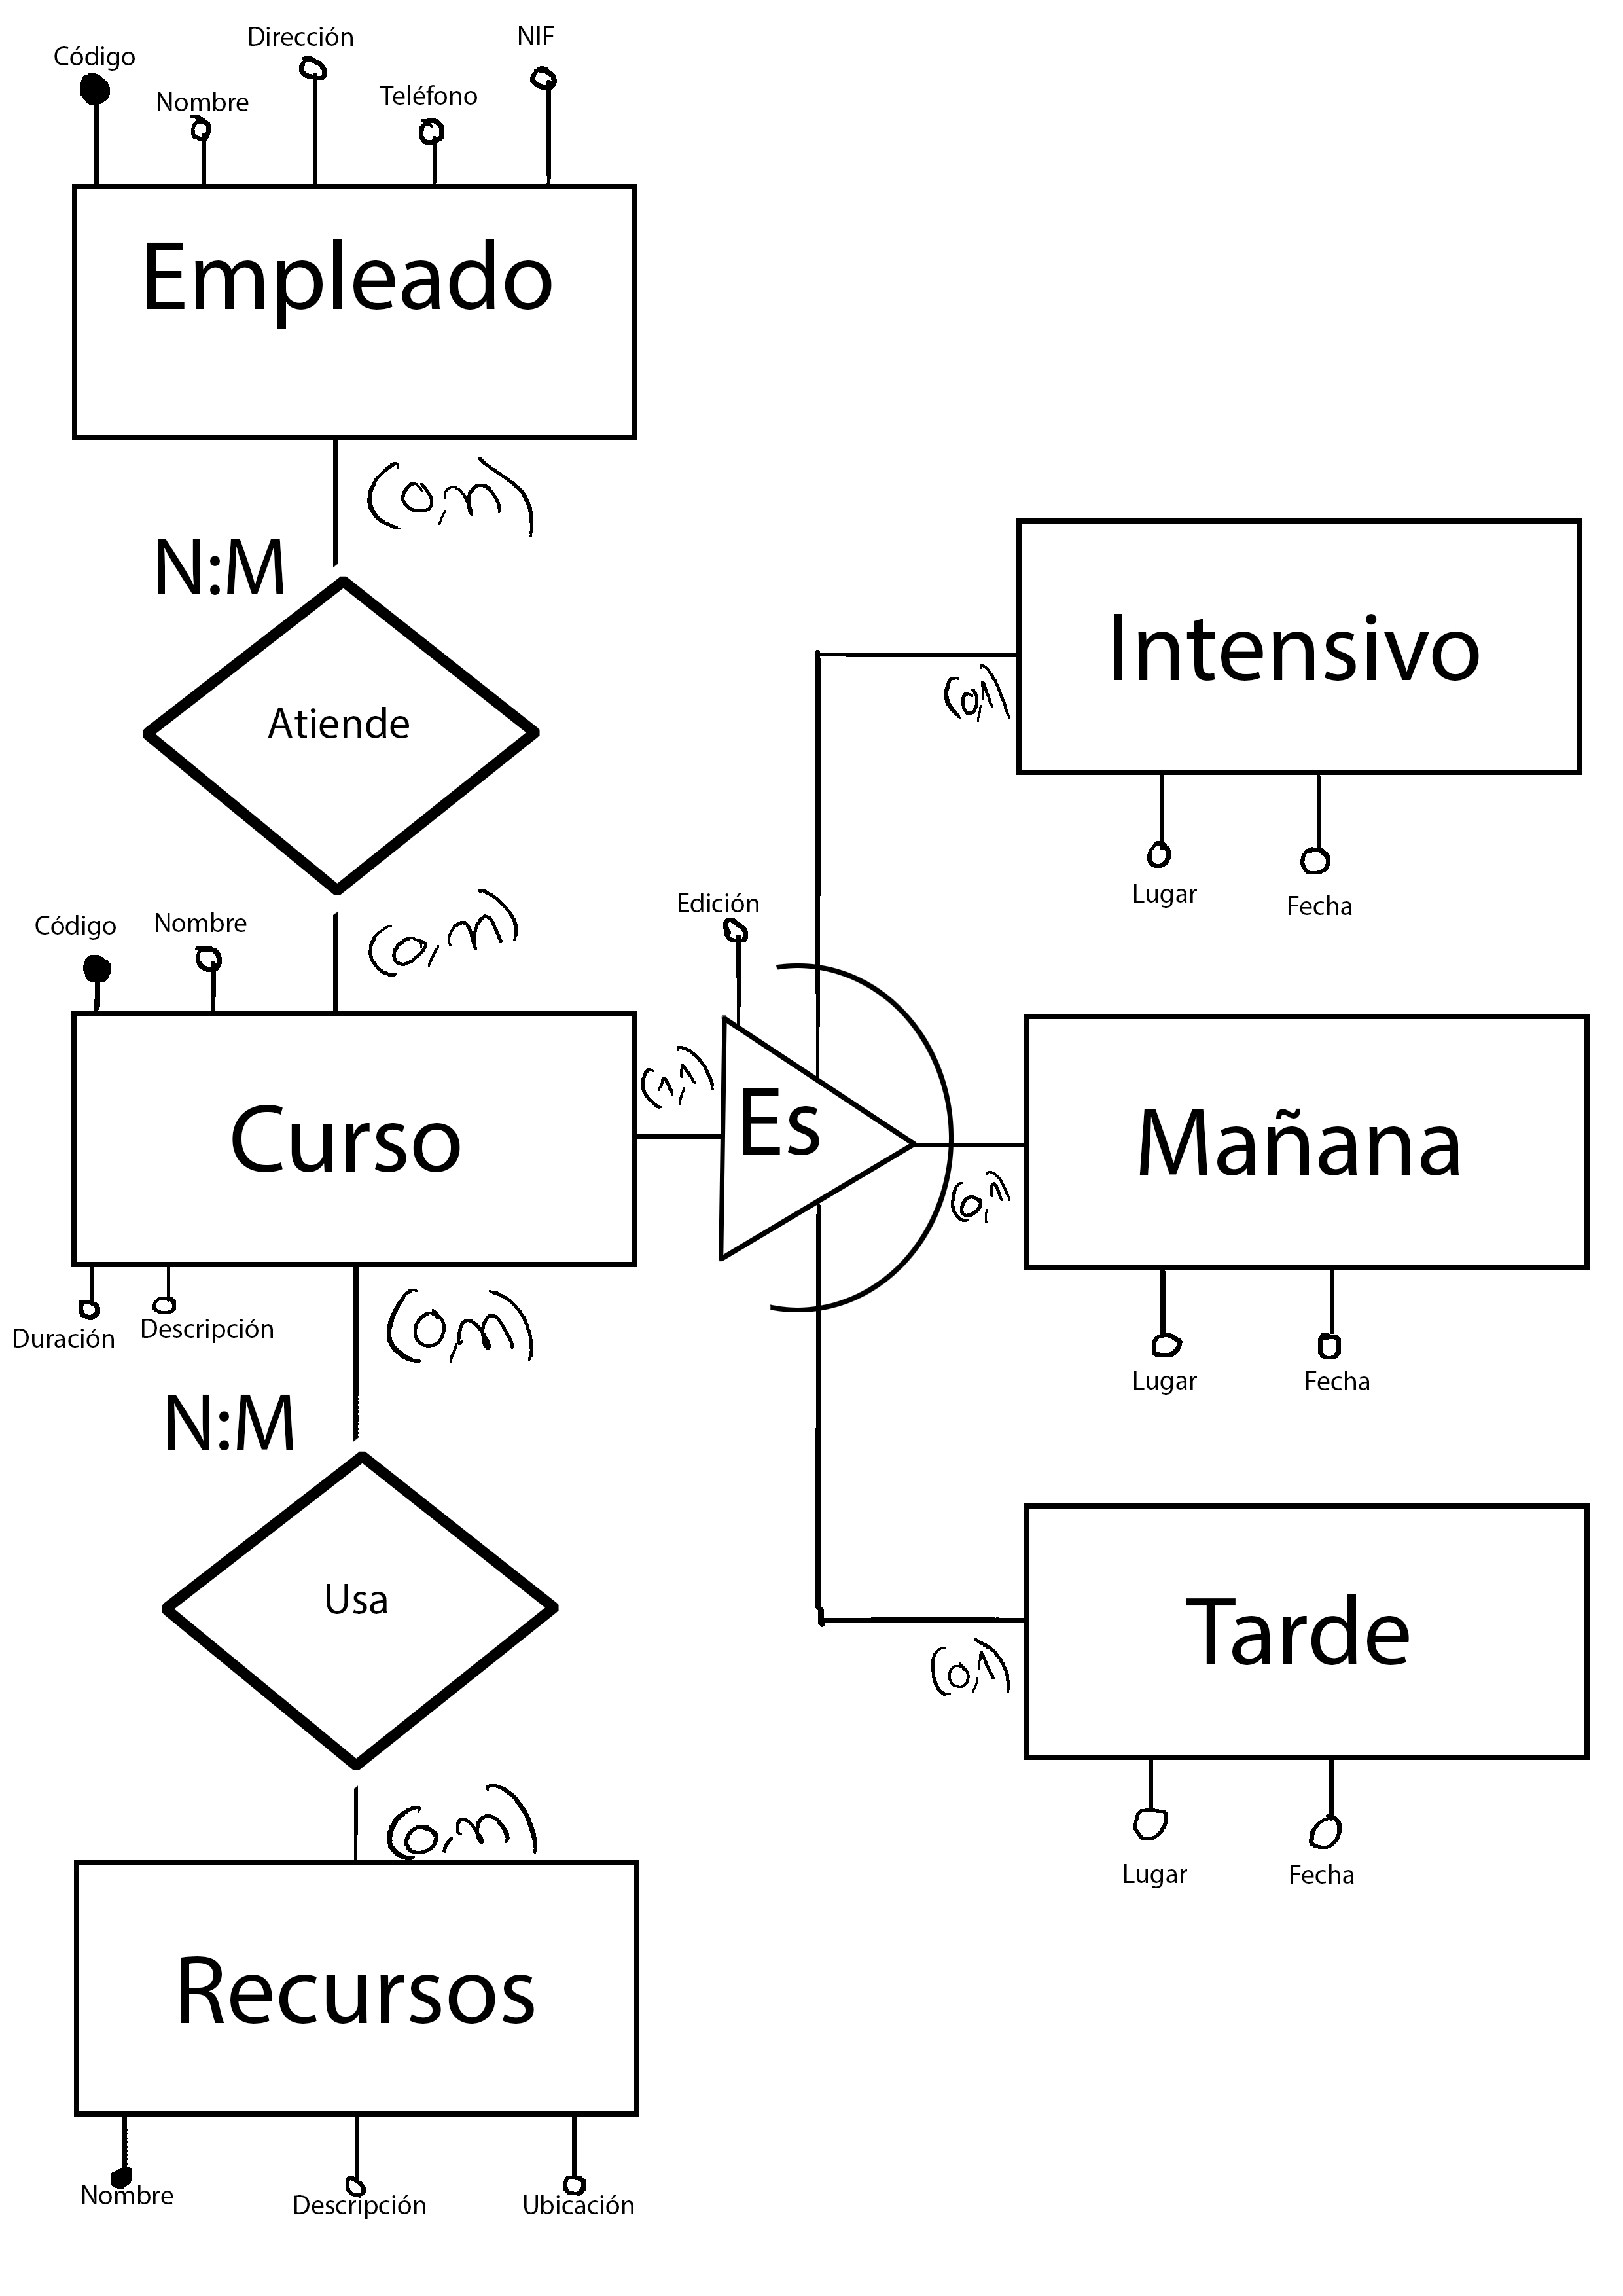 Código
Nombre
Dirección
Teléfono
NIF
Empleado
(0,n)
N:M
Atiende
(0,n)
Código
Nombre
Curso
Duración
Descripción
(1,1)
Edición
Es
(0,1)
Intensivo
Lugar
Fecha
(0,1)
Mañana
Lugar
Fecha
(0,1)
Tarde
Lugar
Fecha
(0,n)
N:M
Usa
(0,n)
Recursos
Nombre
Descripción
Ubicación